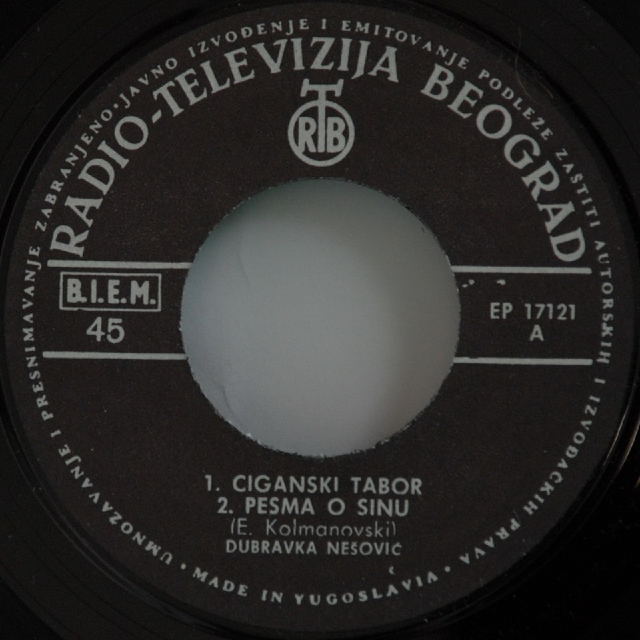 UMNOŽAVANJE I PRESNIMAVANJE ZABRANJENO·JAVNO IZVOĐENJE I EMITOVANJE PODLEŽE ZAŠTITI AUTORSKIH I IZVOĐAČKIH PRAVA ·
RADIO-TELEVIZIJA BEOGRAD
RTB
B.I.E.M.
45
EP 17121
A
1. CIGANSKI TABOR
2. PESMA O SINU
(E. Kolmanovski)
DUBRAVKA NESOVIĆ
· MADE IN YUGOSLAVIA ·